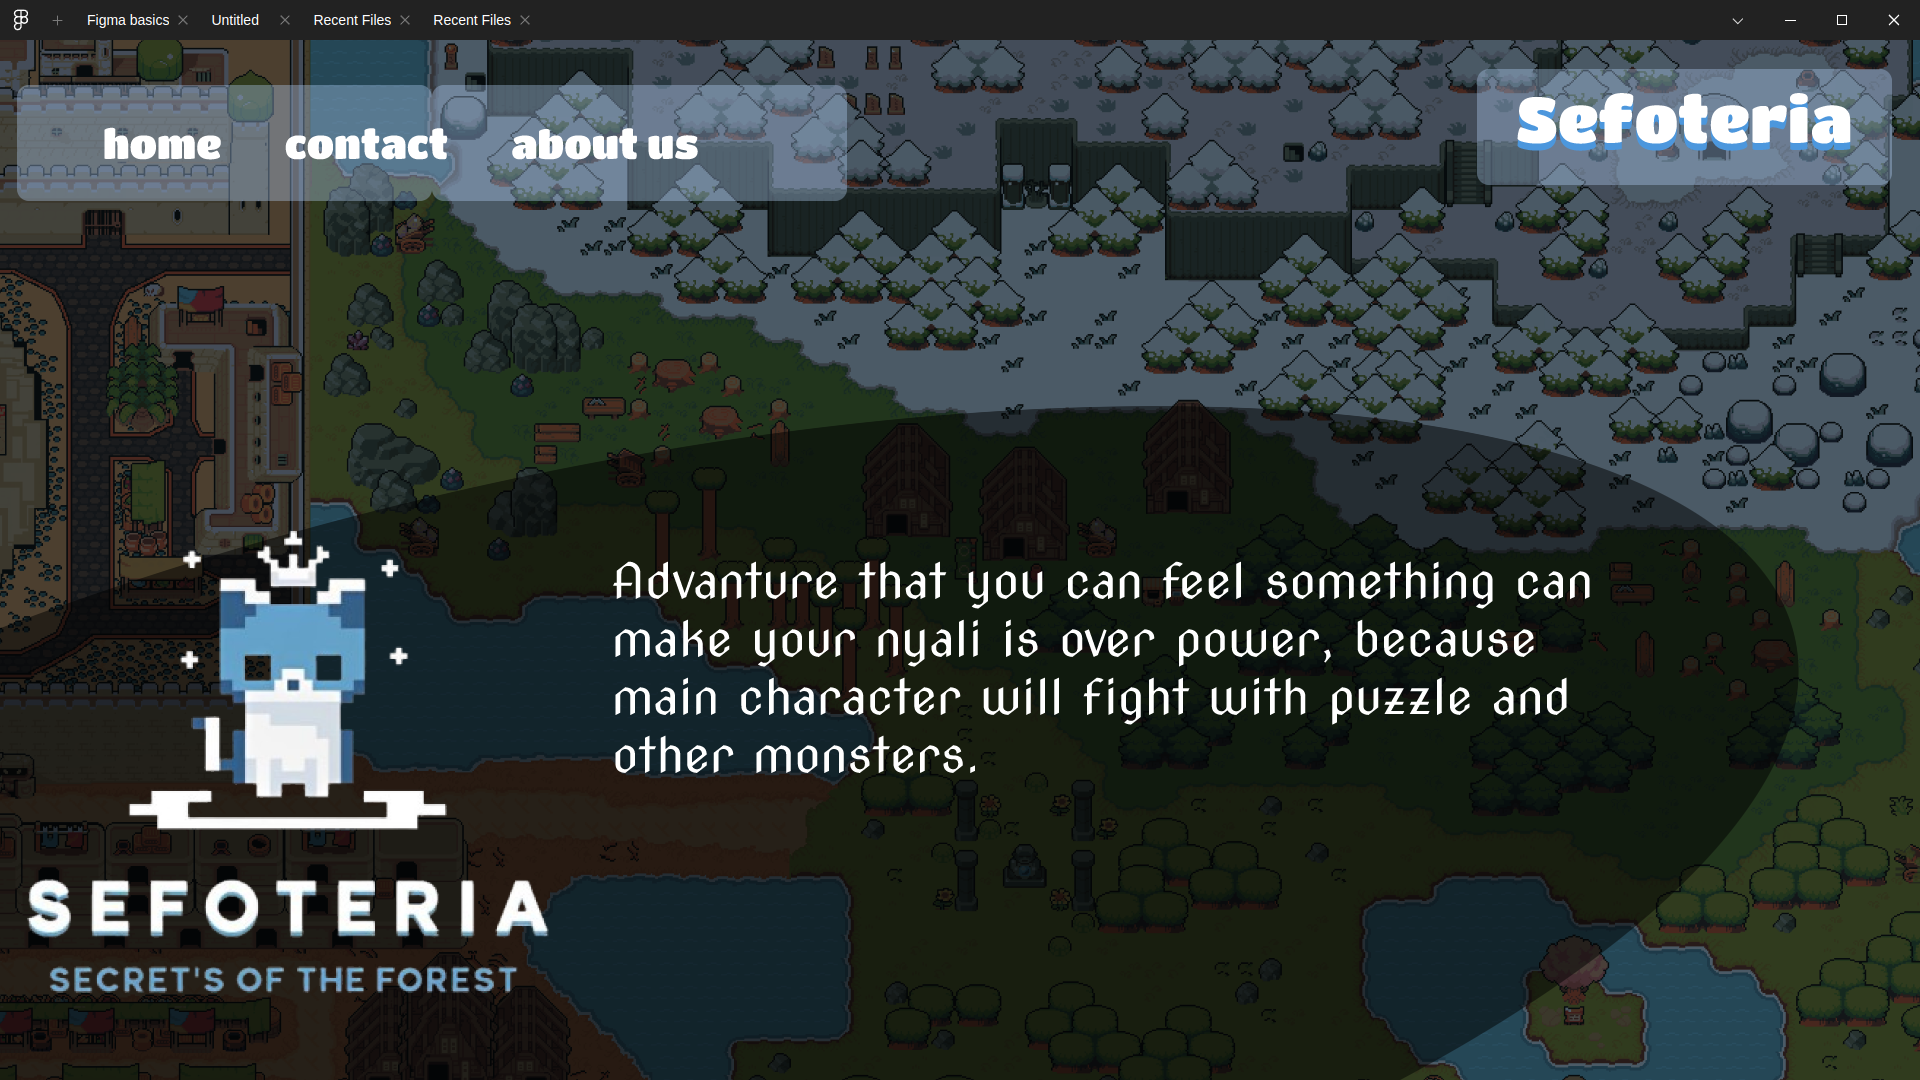 Figma basics
Untitled
Recent Files
Recent Files
home
contact
about us
Sefoteria
Advanture that you can feel something can
make your nyali is over power, because
main character will fight with puzzle and
other monsters.
SEFOTERIA
SECRET'S OF THE FOREST